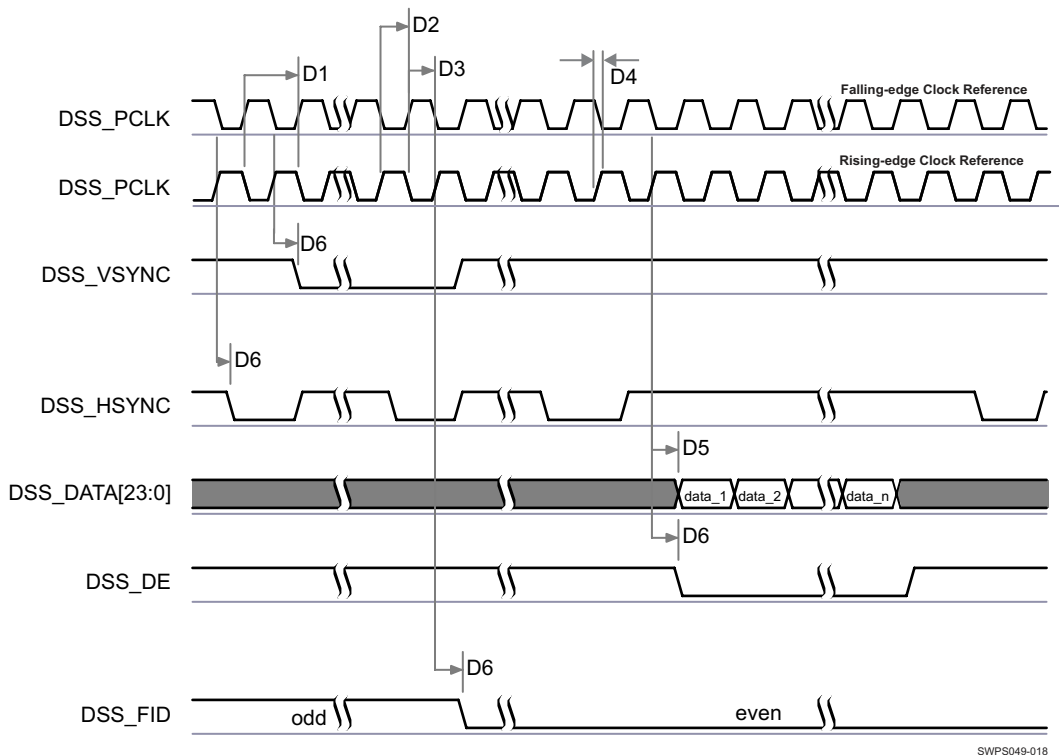 D2
D1
D3
D4
Falling-edge Clock Reference
DSS_PCLK
Rising-edge Clock Reference
DSS_PCLK
D6
DSS_VSYNC
D6
DSS_HSYNC
D5
DSS_DATA[23:0]
data_1 data_2 data_n
D6
DSS_DE
D6
DSS_FID
odd even
SWPS049-018